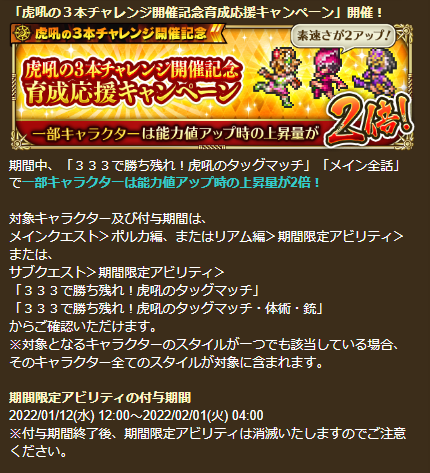 「虎吼の３本チャレンジ開催記念育成応援キャンペーン」開催！
虎吼の3本チャレンジ開催記念
素速さが2アップ!
虎吼の3本チャレンジ開催記念
育成応援キャンペーン
一部キャラクターは能力値アップ時の上昇量が
2倍!
期間中、「３３３で勝ち残れ！虎吼のタッグマッチ」「メイン全話」
で一部キャラクターは能力値アップ時の上昇量が2倍！
対象キャラクター及び付与期間は、
メインクエスト＞ポルカ編、またはリアム編＞期間限定アビリティ＞
または、
サブクエスト＞期間限定アビリティ＞
「３３３で勝ち残れ！虎吼のタッグマッチ」
「３３３で勝ち残れ！虎吼のタッグマッチ・体術・銃」
からご確認いただけます。
※対象となるキャラクターのスタイルが一つでも該当している場合、
そのキャラクター全てのスタイルが対象に含まれます。
期間限定アビリティの付与期間
2022/01/12(水) 12:00～2022/02/01(火) 04:00
※付与期間終了後、期間限定アビリティは消滅いたしますのでご注意
ください。